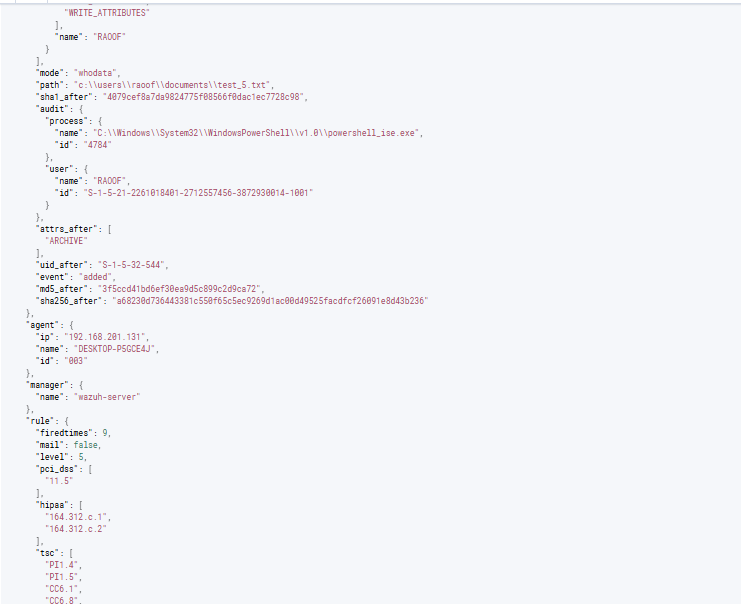 "WRITE_ATTRIBUTES"
],
"name": "RAOOF"
}
],
"mode": "whodata",
"path": "c:\\users\\raoof\\documents\\test_5.txt",
"sha1_after": "4079cef8a7da9824775f08566f0dac1ec7728c98",
"audit": {
"process": {
"name": "C:\\Windows\\System32\\WindowsPowerShell\\v1.0\\powershell_ise.exe",
"id": "4784"
},
"user": {
"name": "RAOOF",
"id": "S-1-5-21-2261018401-2712557456-3872930014-1001"
}
},
"attrs_after": [
"ARCHIVE"
],
"uid_after": "S-1-5-32-544",
"event": "added",
"md5_after": "3f5ccd41bd6ef30ea9d5c899c2d9ca72",
"sha256_after": "a68230d736443381c550f65c5ec9269d1ac00d49525facdfcf26091e8d43b236"
},
"agent": {
"ip": "192.168.201.131",
"name": "DESKTOP-P5GCE4J",
"id": "003"
},
"manager": {
"name": "wazuh-server"
},
"rule": {
"firedtimes": 9,
"mail": false,
"level": 5,
"pci_dss": [
"11.5"
],
"hipaa": [
"164.312.c.1",
"164.312.c.2"
],
"tsc": [
"PI1.4",
"PI1.5",
"CC6.1",
"CC6.8",